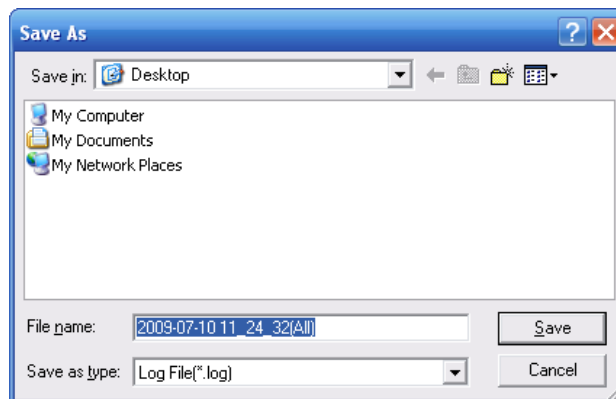 Save As
Save in: Desktop
My Computer
My Documents
My Network Places
File name: 2009-07-10 11_24_32(All) Save
Save as type: Log File(*.log) Cancel